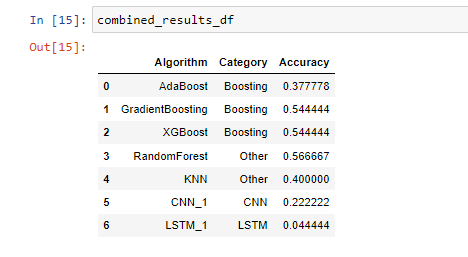 In [15]: combined_results_df
Out[15]:
Algorithm Category Accuracy
0 AdaBoost Boosting 0.377778
1 GradientBoosting Boosting 0.544444
2 XGBoost Boosting 0.544444
3 RandomForest Other 0.566667
4 KNN Other 0.400000
5 CNN_1 CNN 0.222222
6 LSTM_1 LSTM 0.044444